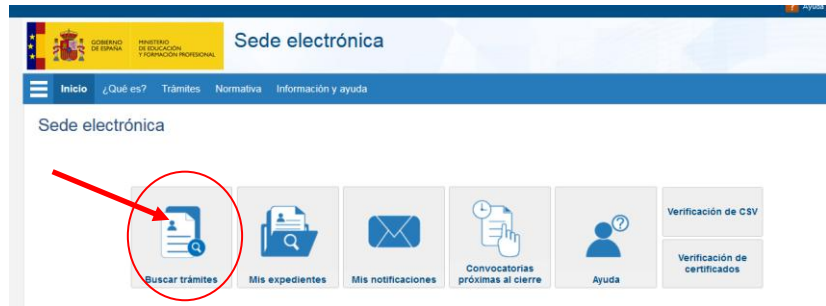 Ayuda
GOBIERNO
DE ESPAÑA
MINISTERIO
DE EDUCACIÓN
Y FORMACIÓN PROFESIONAL
Sede electrónica
Inicio ¿Qué es? Trámites Normativa Información y ayuda
Sede electrónica
Buscar trámites
Mis expedientes
Mis notificaciones
Convocatorias
próximas al cierre
Ayuda
Verificación de CSV
Verificación de
certificados